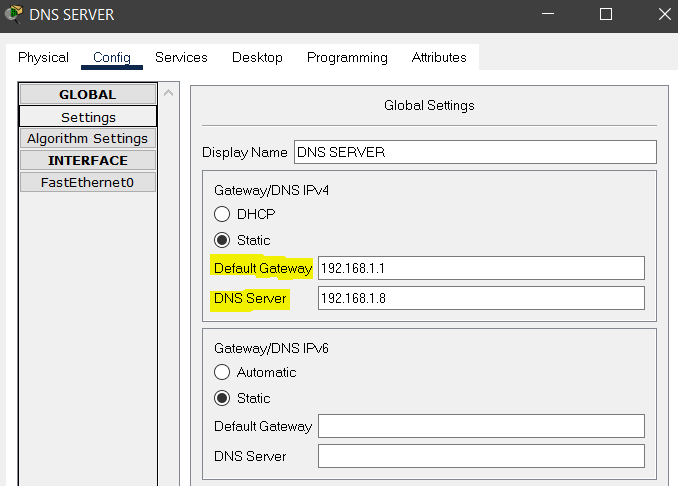 DNS SERVER
Physical Config Services Desktop Programming Attributes
GLOBAL
Settings
Algorithm Settings
INTERFACE
FastEthernet0
Global Settings
Display Name DNS SERVER
Gateway/DNS IPv4
DHCP
Static
Default Gateway 192.168.1.1
DNS Server 192.168.1.8
Gateway/DNS IPv6
Automatic
Static
Default Gateway
DNS Server